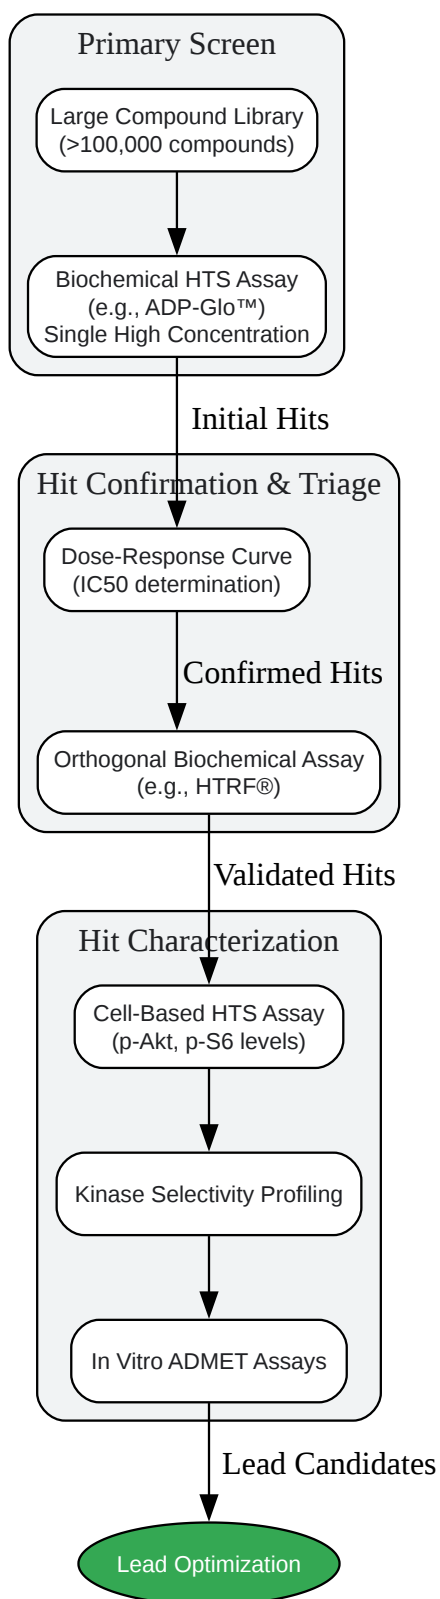 Primary Screen
Large Compound Library
(>100,000 compounds)
Biochemical HTS Assay
(e.g., ADP-Glo™)
Single High Concentration
Initial Hits
Hit Confirmation & Triage
Dose-Response Curve
(IC50 determination)
Confirmed Hits
Orthogonal Biochemical Assay
(e.g., HTRF®)
Validated Hits
Hit Characterization
Cell-Based HTS Assay
(p-Akt, p-S6 levels)
Kinase Selectivity Profiling
In Vitro ADMET Assays
Lead Candidates
Lead Optimization